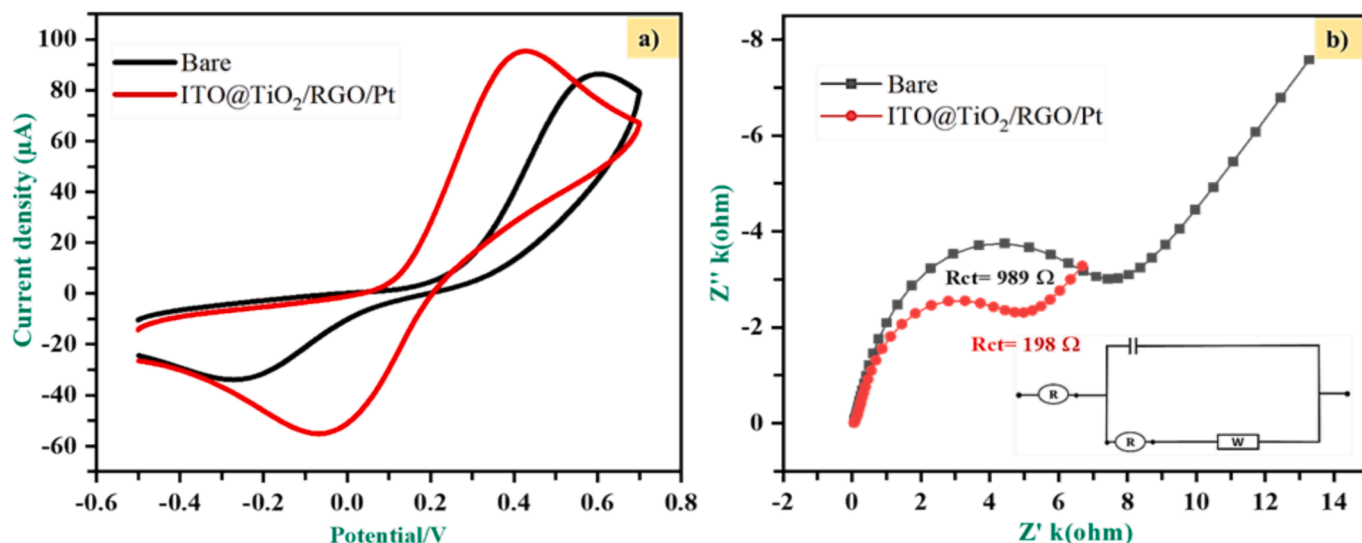 a)
Bare
ITO@TiO₂/RGO/Pt
100
80
60
40
20
0
-20
-40
-60
Current density (µA)
-0.6
-0.4
-0.2
0.0
0.2
0.4
0.6
0.8
Potential/V
b)
Bare
ITO@TiO₂/RGO/Pt
-8
-6
-4
-2
0
Z'' k(ohm)
Rct= 989 Ω
Rct= 198 Ω
R
R
W
-2
0
2
4
6
8
10
12
14
Z' k(ohm)